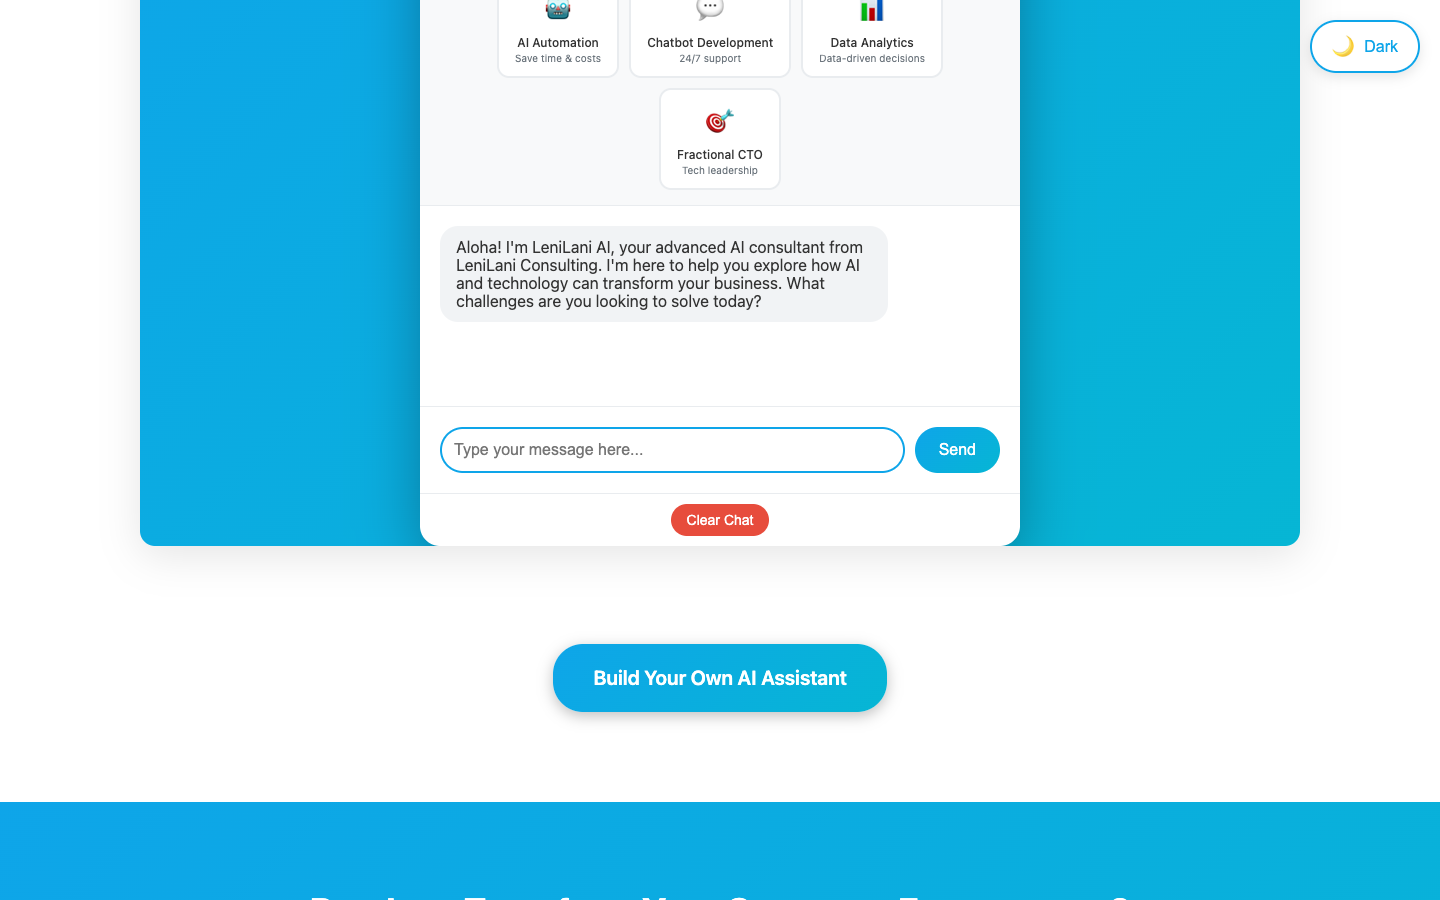 Dark
AI Automation
Save time & costs
Chatbot Development
24/7 support
Data Analytics
Data-driven decisions
Fractional CTO
Tech leadership
Aloha! I'm LeniLani AI, your advanced AI consultant from
LeniLani Consulting. I'm here to help you explore how AI
and technology can transform your business. What
challenges are you looking to solve today?
Type your message here...
Send
Clear Chat
Build Your Own AI Assistant